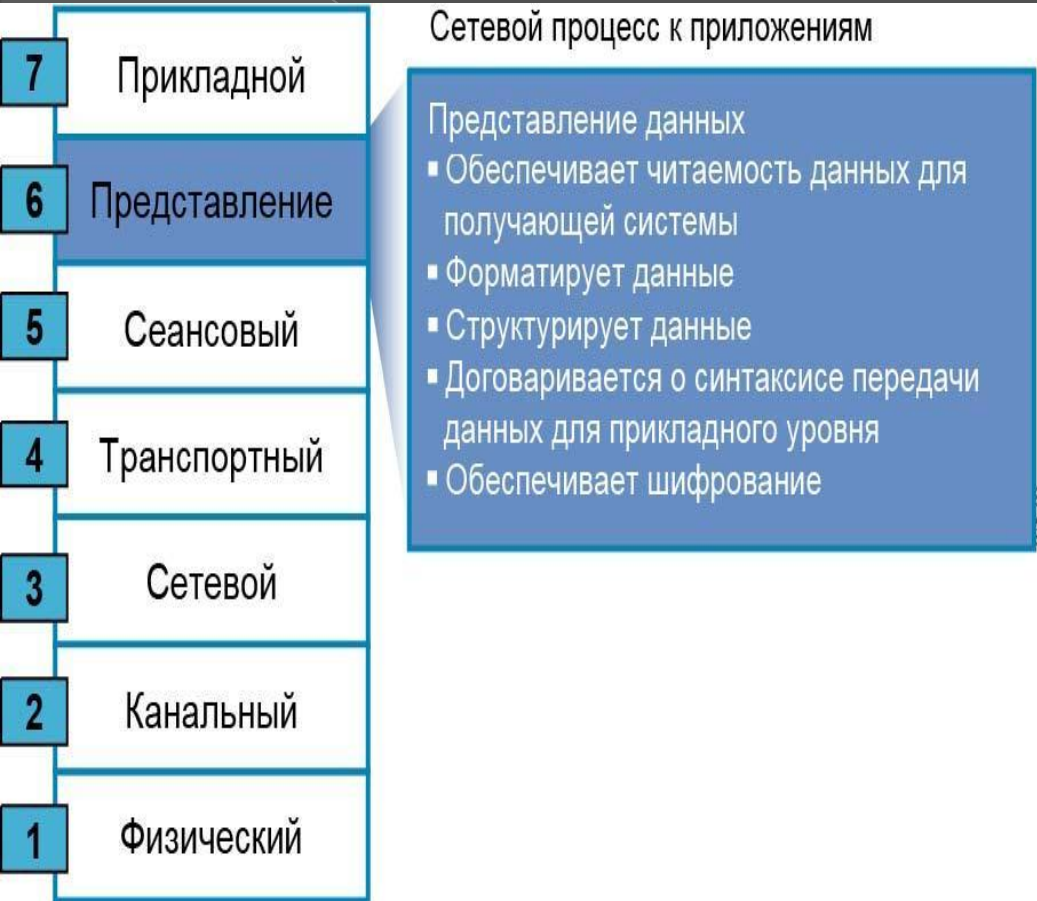 Сетевой процесс к приложениям
7 Прикладной
Представление данных
▪ Обеспечивает читаемость данных для
получающей системы
▪ Форматирует данные
▪ Структурирует данные
▪ Договаривается о синтаксисе передачи
данных для прикладного уровня
▪ Обеспечивает шифрование
6 Представление
5 Сеансовый
4 Транспортный
3 Сетевой
2 Канальный
1 Физический